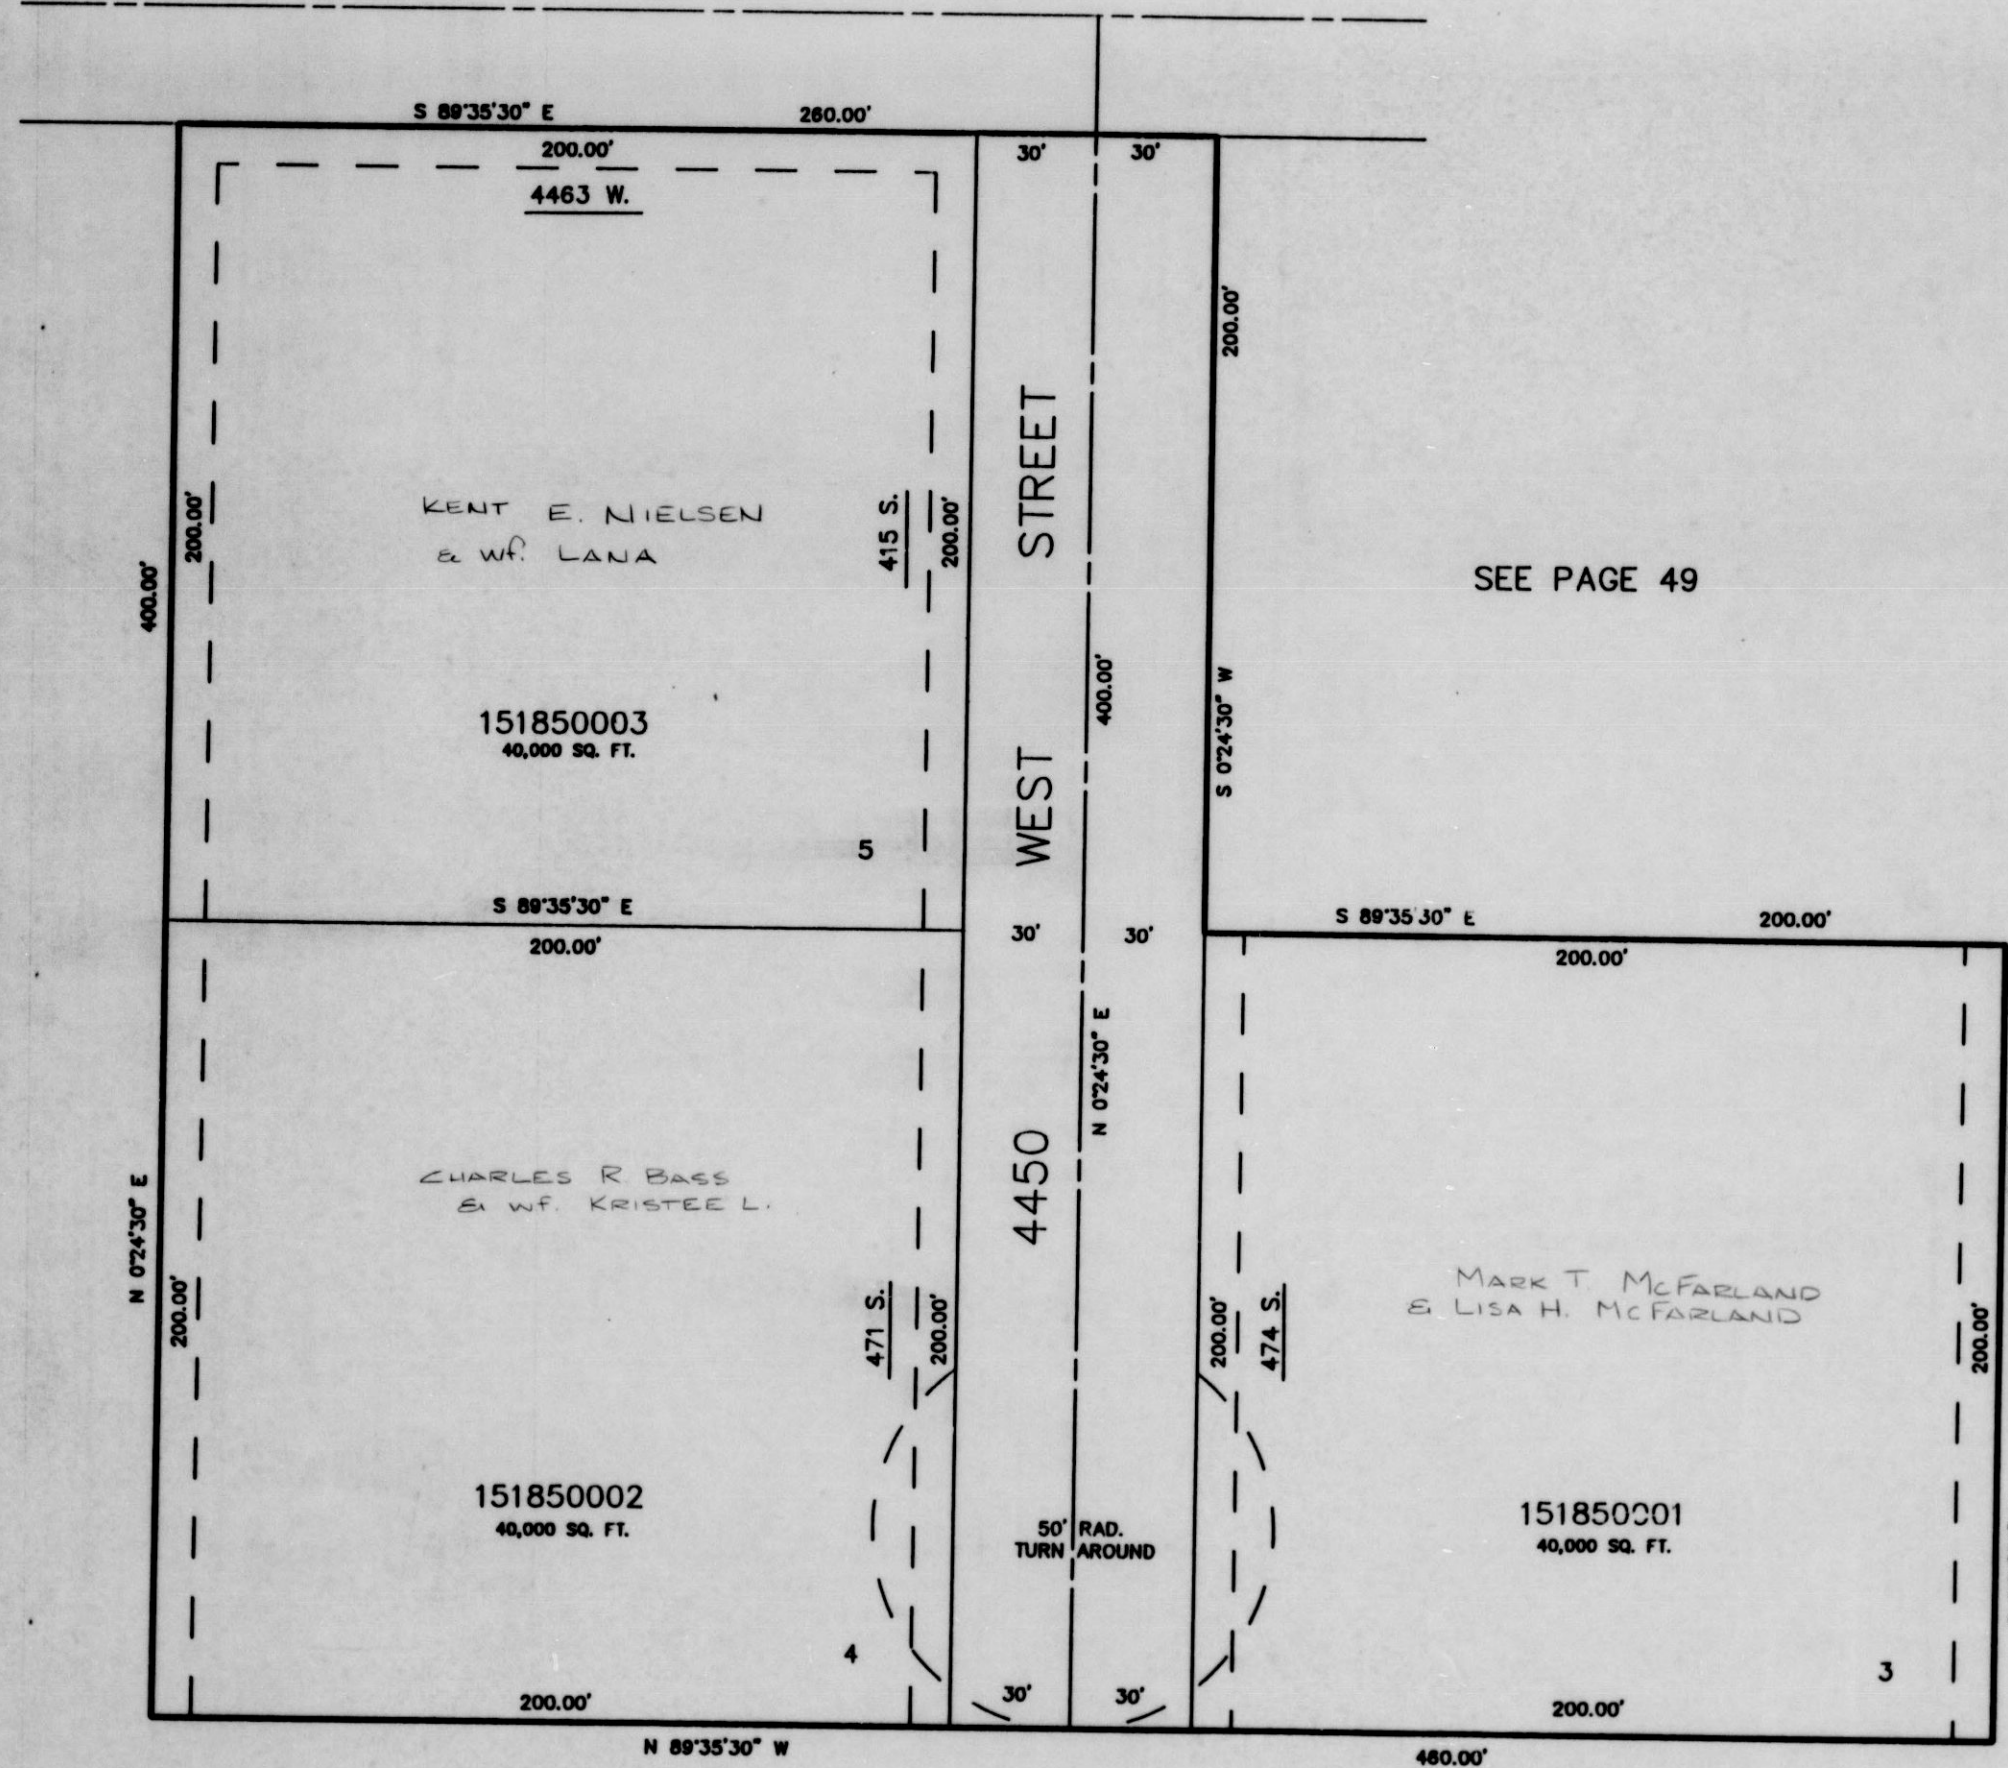 S 89°35'30" E 260.00'
200.00'
4463 W.
30' 30'
200.00'
400.00'
200.00'
KENT E. NIELSEN
& Wf. LANA
415 S.
200.00'
STREET
SEE PAGE 49
400.00'
S 0°24'30" W
151850003
40,000 SQ. FT.
WEST
5
S 89°35'30" E
200.00'
30' 30'
S 89°35'30" E 200.00'
200.00'
N 0°24'30" E
4450
N 0°24'30" E
200.00'
CHARLES R. BASS
& Wf. KRISTEE L.
471 S.
200.00'
200.00'
474 S.
MARK T. McFARLAND
& LISA H. McFARLAND
200.00'
151850002
40,000 SQ. FT.
50' RAD.
TURN AROUND
151850001
40,000 SQ. FT.
4
3
200.00'
30' 30'
200.00'
N 89°35'30" W
460.00'